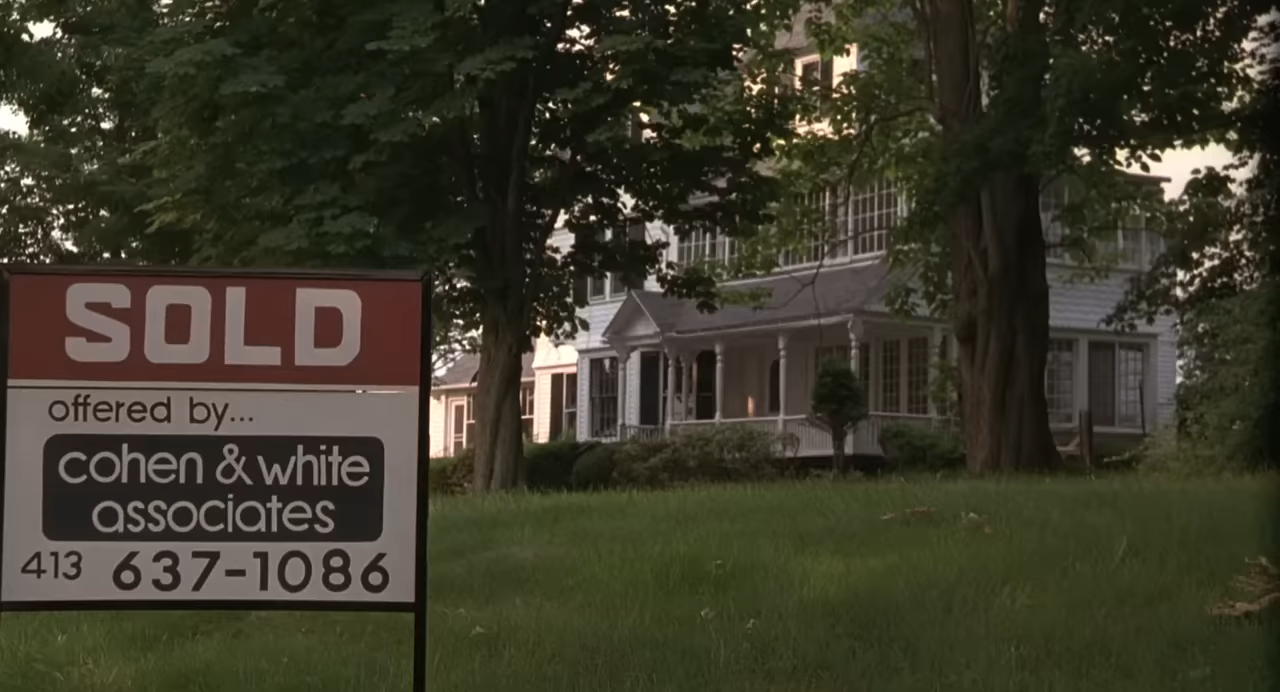 SOLD
offered by...
cohen & white
associates
413 637-1086